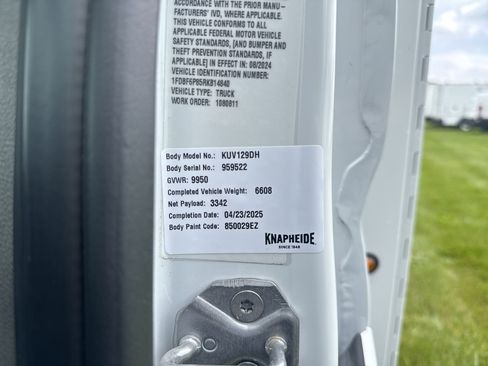 ACCORDANCE WITH THE PRIOR MANU-
FACTURERS' IVD, WHERE APPLICABLE.
THIS VEHICLE CONFORMS TO ALL
APPLICABLE FEDERAL MOTOR VEHICLE
SAFETY STANDARDS, [AND BUMPER AND
THEFT PREVENTION STANDARDS, IF
APPLICABLE] IN EFFECT IN: 08/2024
VEHICLE IDENTIFICATION NUMBER:
1FDBF6P85RKB14840
VEHICLE TYPE: TRUCK
WORK ORDER: 1080811
Body Model No.: KUV129DH
Body Serial No.: 959522
GVWR: 9950
Completed Vehicle Weight: 6608
Net Payload: 3342
Completion Date: 04/23/2025
Body Paint Code: 850029EZ
KNAPHEIDE
SINCE 1848